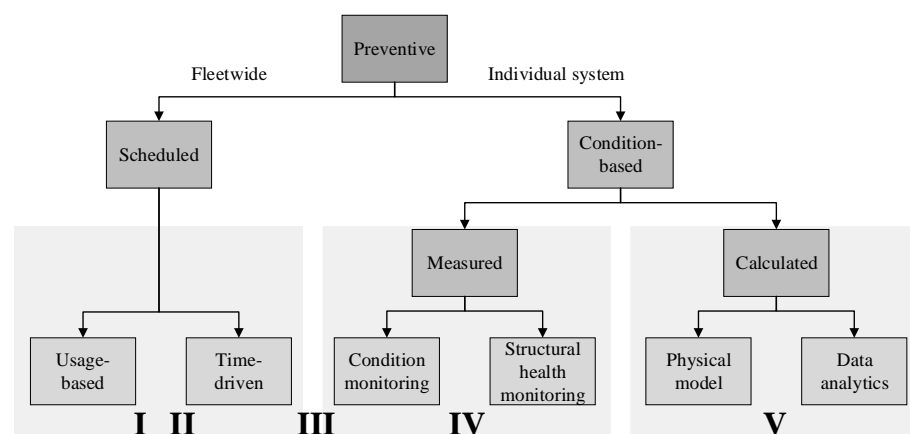 Preventive
Fleetwide
Individual system
Scheduled
Condition-
based
Measured
Calculated
Usage-
based
Time-
driven
Condition
monitoring
Structural
health
monitoring
Physical
model
Data
analytics
I II III IV V